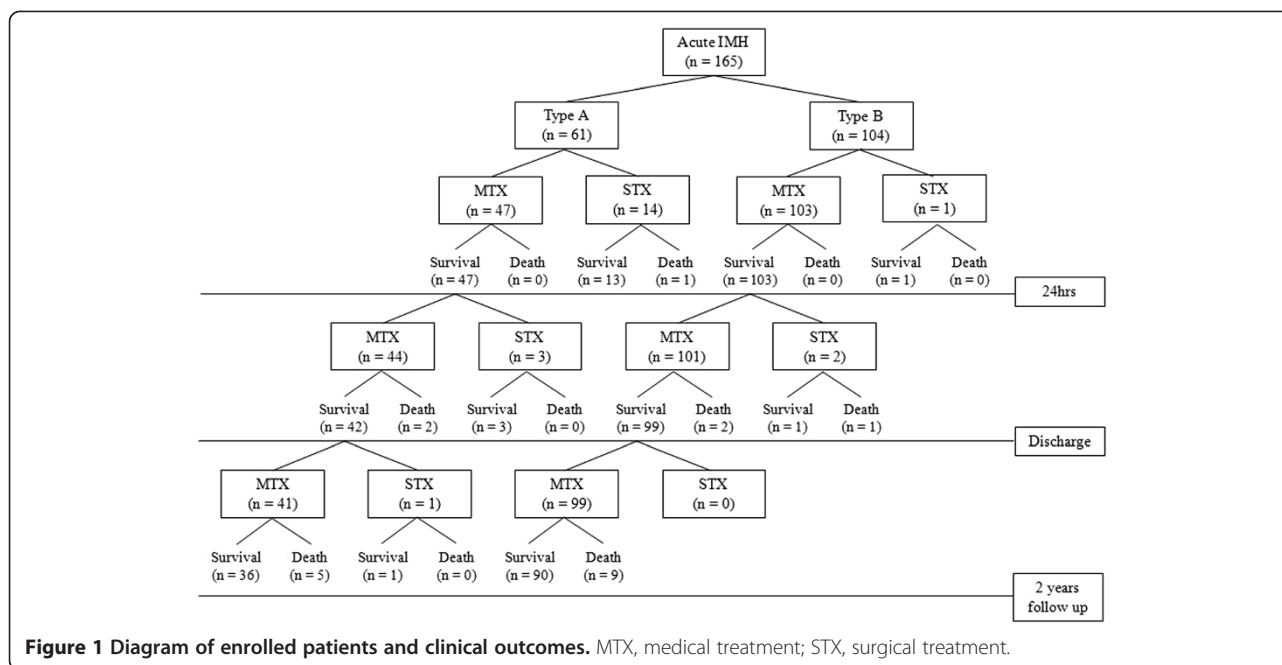 Acute IMH
(n = 165)
Type A
(n = 61)
Type B
(n = 104)
MTX
(n = 47)
STX
(n = 14)
MTX
(n = 103)
STX
(n = 1)
Survival
(n = 47)
Death
(n = 0)
Survival
(n = 13)
Death
(n = 1)
Survival
(n = 103)
Death
(n = 0)
Survival
(n = 1)
Death
(n = 0)
24hrs
MTX
(n = 44)
STX
(n = 3)
MTX
(n = 101)
STX
(n = 2)
Survival
(n = 42)
Death
(n = 2)
Survival
(n = 3)
Death
(n = 0)
Survival
(n = 99)
Death
(n = 2)
Survival
(n = 1)
Death
(n = 1)
Discharge
MTX
(n = 41)
STX
(n = 1)
MTX
(n = 99)
STX
(n = 0)
Survival
(n = 36)
Death
(n = 5)
Survival
(n = 1)
Death
(n = 0)
Survival
(n = 90)
Death
(n = 9)
2 years
follow up
Figure 1 Diagram of enrolled patients and clinical outcomes. MTX, medical treatment; STX, surgical treatment.